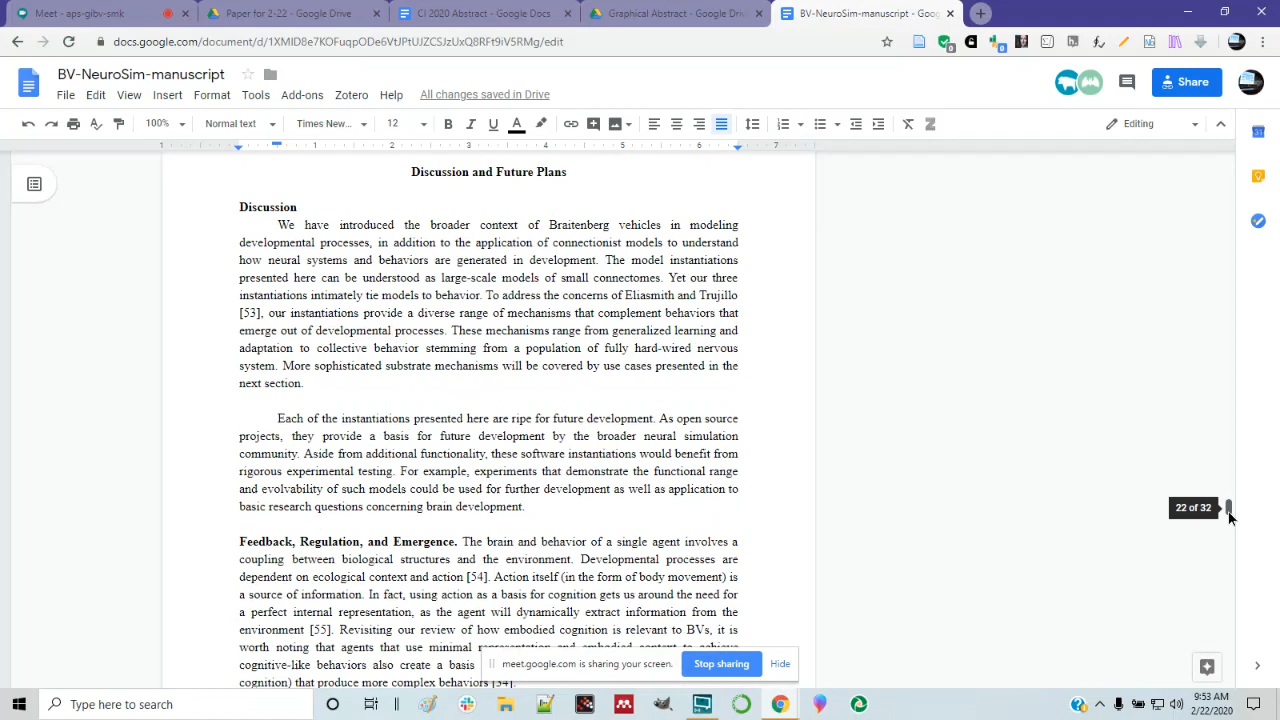 Meet - asc-gibv-smk
Paper for 2-22 - Google Drive
CI 2020 Abstract - Google Docs
Graphical Abstract - Google Dri
BV-NeuroSim-manuscript - Goog
docs.google.com/document/d/1XMID8e7KOFuqpODe6VtJPtUJZCSJzUxQ8RFt9iV5RMg/edit
BV-NeuroSim-manuscript
Share
File Edit View Insert Format Tools Add-ons Zotero Help All changes saved in Drive
100% Normal text Times New... 12 Editing
1 1 2 3 4 5 6 7
Discussion and Future Plans
Discussion
We have introduced the broader context of Braitenberg vehicles in modeling
developmental processes, in addition to the application of connectionist models to understand
how neural systems and behaviors are generated in development. The model instantiations
presented here can be understood as large-scale models of small connectomes. Yet our three
instantiations intimately tie models to behavior. To address the concerns of Eliasmith and Trujillo
[53], our instantiations provide a diverse range of mechanisms that complement behaviors that
emerge out of developmental processes. These mechanisms range from generalized learning and
adaptation to collective behavior stemming from a population of fully hard-wired nervous
system. More sophisticated substrate mechanisms will be covered by use cases presented in the
next section.
Each of the instantiations presented here are ripe for future development. As open source
projects, they provide a basis for future development by the broader neural simulation
community. Aside from additional functionality, these software instantiations would benefit from
rigorous experimental testing. For example, experiments that demonstrate the functional range
and evolvability of such models could be used for further development as well as application to
basic research questions concerning brain development.
22 of 32
Feedback, Regulation, and Emergence. The brain and behavior of a single agent involves a
coupling between biological structures and the environment. Developmental processes are
dependent on ecological context and action [54]. Action itself (in the form of body movement) is
a source of information. In fact, using action as a basis for cognition gets us around the need for
a perfect internal representation, as the agent will dynamically extract information from the
environment [55]. Revisiting our review of how embodied cognition is relevant to BVs, it is
worth noting that agents that use minimal representation and embodied context to achieve
cognitive-like behaviors also create a basis
cognition) that produce more complex behaviors [34].
meet.google.com is sharing your screen. Stop sharing Hide
Type here to search
9:53 AM
2/22/2020